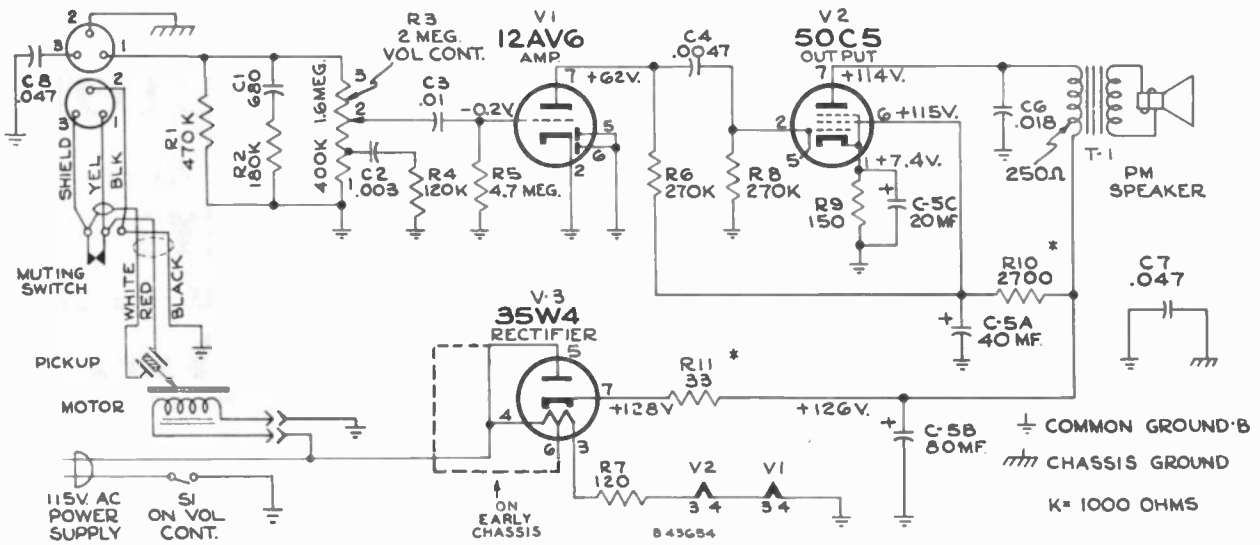 2
3
1
C8
.047
2
3
1
SHIELD
YEL
BLK
MUTING
SWITCH
WHITE
RED
BLACK
PICKUP
MOTOR
115V. AC
POWER
SUPPLY
S1
ON VOL
CONT.
R1
470K
C1
680
R2
180K
R3
2 MEG.
VOL CONT.
3
1.6MEG.
2
400K
1
C2
.003
R4
120K
C3
.01
-0.2V.
R5
4.7 MEG.
V1
12AV6
AMP.
7
+62V.
1
5
6
2
C4
.0047
R6
270K
R8
270K
V2
50C5
OUTPUT
7
+114V.
2
5
6
+115V.
1
+7.4V.
R9
150
+
C-5C
20 MF
C6
.018
250Ω
T-1
PM
SPEAKER
R10
2700
*
+
C-5A
40 MF.
C7
.047
V-3
35W4
RECTIFIER
5
4
7
6
3
+128V
R11
33
*
+126V.
+
C-5B
80MF.
ON
EARLY
CHASSIS
R7
120
V2
3 4
V1
3 4
B 43654
COMMON GROUND-B
CHASSIS GROUND
K= 1000 OHMS